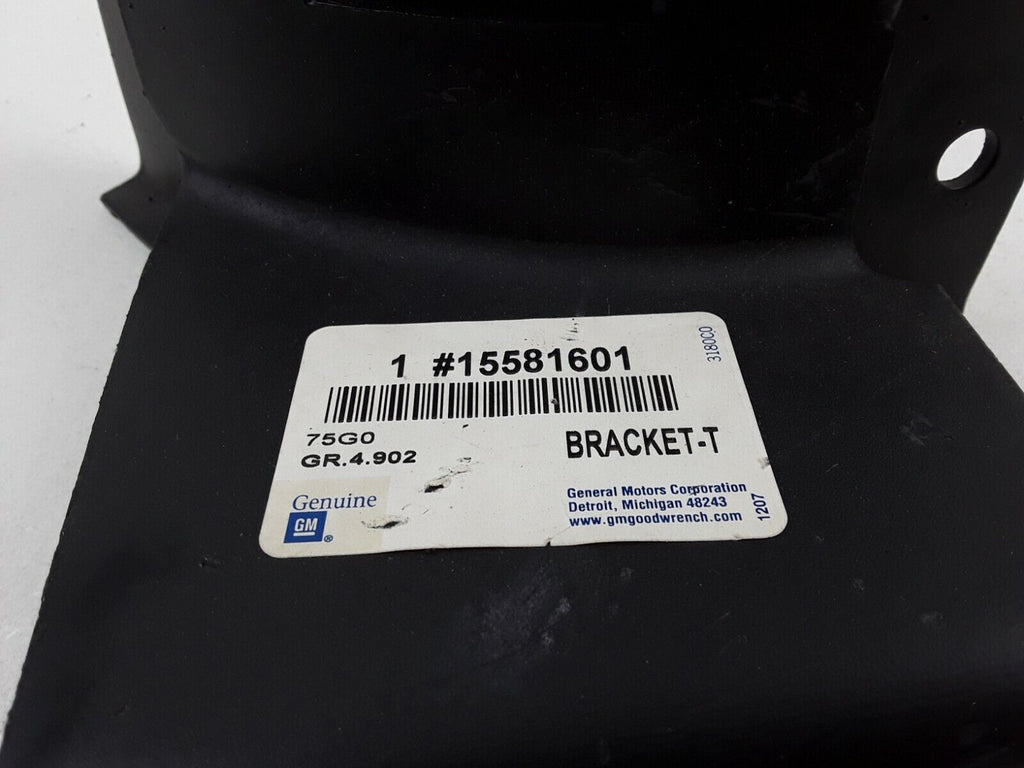 1 #15581601
3180C0
75G0
GR.4.902
BRACKET-T
Genuine
GM
®
General Motors Corporation
Detroit, Michigan 48243
www.gmgoodwrench.com
1207